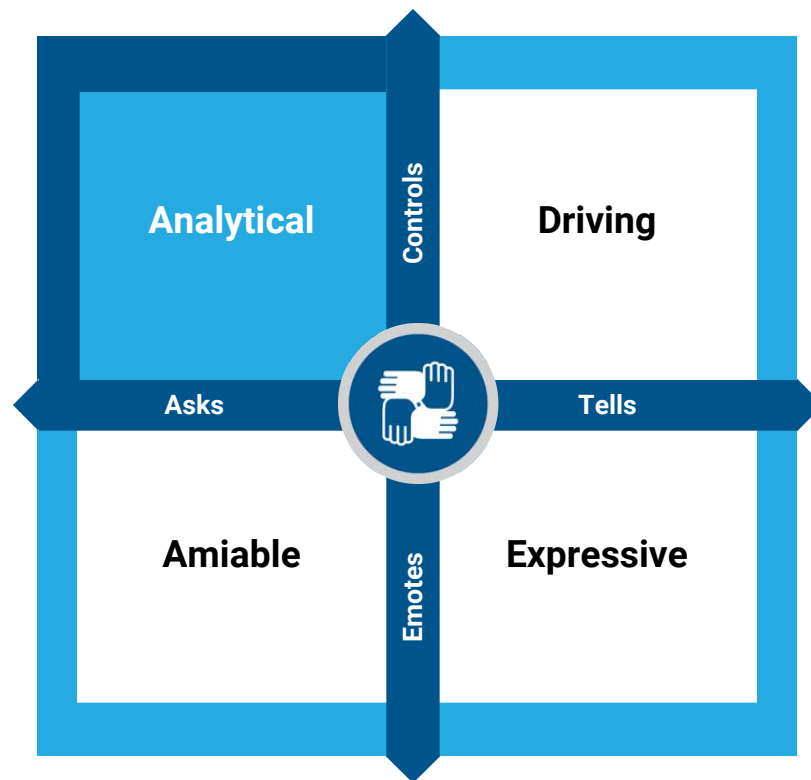 Controls
Analytical
Driving
Asks
Tells
Amiable
Expressive
Emotes